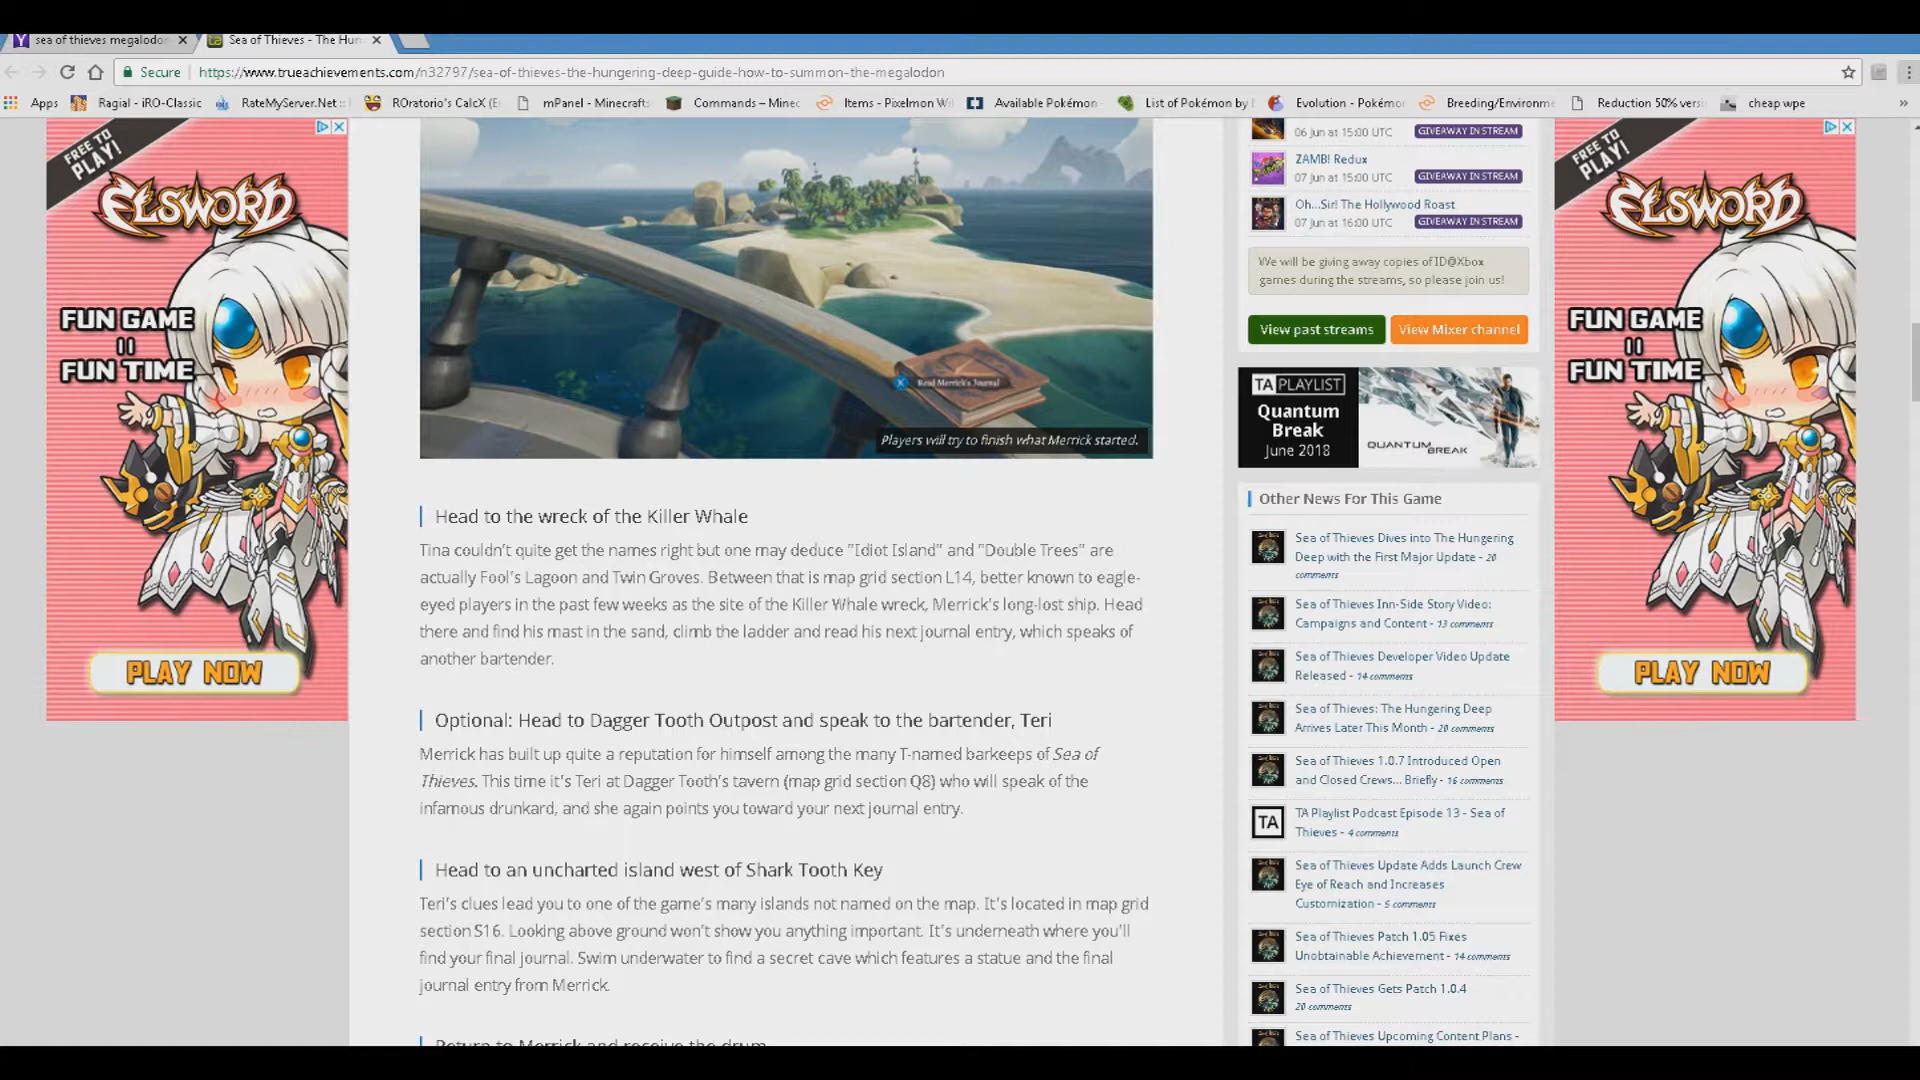 sea of thieves megalodo
Sea of Thieves - The Hun
Secure
https://www.trueachievements.com/n32797/sea-of-thieves-the-hungering-deep-guide-how-to-summon-the-megalodon
Apps
Ragial - iRO-Classic
RateMyServer.Net ::
ROratorio's CalcX (E
mPanel - Minecrafts
Commands – Minec
Items - Pixelmon Wi
Available Pokémon
List of Pokémon by
Evolution - Pokémo
Breeding/Environme
Reduction 50% versi
cheap wpe
»
FREE TO PLAY!
ELSWORD
FUN GAME
=
FUN TIME
PLAY NOW
Read Merrick's Journal
Players will try to finish what Merrick started.
Head to the wreck of the Killer Whale
Tina couldn't quite get the names right but one may deduce "Idiot Island" and "Double Trees" are
actually Fool's Lagoon and Twin Groves. Between that is map grid section L14, better known to eagle-
eyed players in the past few weeks as the site of the Killer Whale wreck, Merrick's long-lost ship. Head
there and find his mast in the sand, climb the ladder and read his next journal entry, which speaks of
another bartender.
Optional: Head to Dagger Tooth Outpost and speak to the bartender, Teri
Merrick has built up quite a reputation for himself among the many T-named barkeeps of Sea of
Thieves. This time it's Teri at Dagger Tooth's tavern (map grid section Q8) who will speak of the
infamous drunkard, and she again points you toward your next journal entry.
Head to an uncharted island west of Shark Tooth Key
Teri's clues lead you to one of the game's many islands not named on the map. It's located in map grid
section S16. Looking above ground won't show you anything important. It's underneath where you'll
find your final journal. Swim underwater to find a secret cave which features a statue and the final
journal entry from Merrick.
Return to Merrick and receive the drum
06 Jun at 15:00 UTC
GIVEAWAY IN STREAM
ZAMB! Redux
07 Jun at 15:00 UTC
GIVEAWAY IN STREAM
Oh...Sir! The Hollywood Roast
07 Jun at 16:00 UTC
GIVEAWAY IN STREAM
We will be giving away copies of ID@Xbox
games during the streams, so please join us!
View past streams
View Mixer channel
TA PLAYLIST
Quantum
Break
June 2018
QUANTUM BREAK
Other News For This Game
Sea of Thieves Dives into The Hungering
Deep with the First Major Update - 20
comments
Sea of Thieves Inn-Side Story Video:
Campaigns and Content - 13 comments
Sea of Thieves Developer Video Update
Released - 14 comments
Sea of Thieves: The Hungering Deep
Arrives Later This Month - 20 comments
Sea of Thieves 1.0.7 Introduced Open
and Closed Crews... Briefly - 16 comments
TA
TA Playlist Podcast Episode 13 - Sea of
Thieves - 4 comments
Sea of Thieves Update Adds Launch Crew
Eye of Reach and Increases
Customization - 5 comments
Sea of Thieves Patch 1.05 Fixes
Unobtainable Achievement - 14 comments
Sea of Thieves Gets Patch 1.0.4
20 comments
Sea of Thieves Upcoming Content Plans -
FREE TO PLAY!
ELSWORD
FUN GAME
=
FUN TIME
PLAY NOW